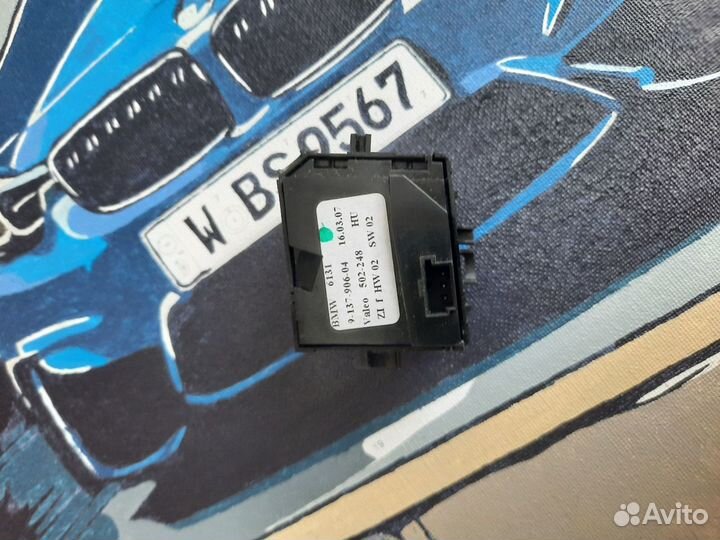 W BS 9567
BMW 6131 16.03.07
9-137-906-04 HU
Valeo 502-248
ZI f HW 02 SW 02
Avito